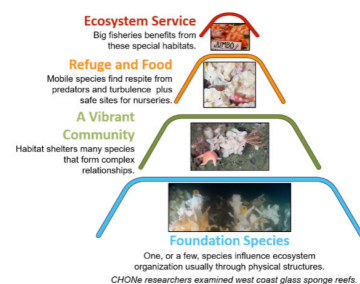 Ecosystem Service
Big fisheries benefits from
these special habitats.
JUMBO
Refuge and Food
Mobile species find respite from
predators and turbulence plus
safe sites for nurseries.
A Vibrant
Community
Habitat shelters many species
that form complex
relationships.
Foundation Species
One, or a few, species influence ecosystem
organization usually through physical structures.
CHONe researchers examined west coast glass sponge reefs.